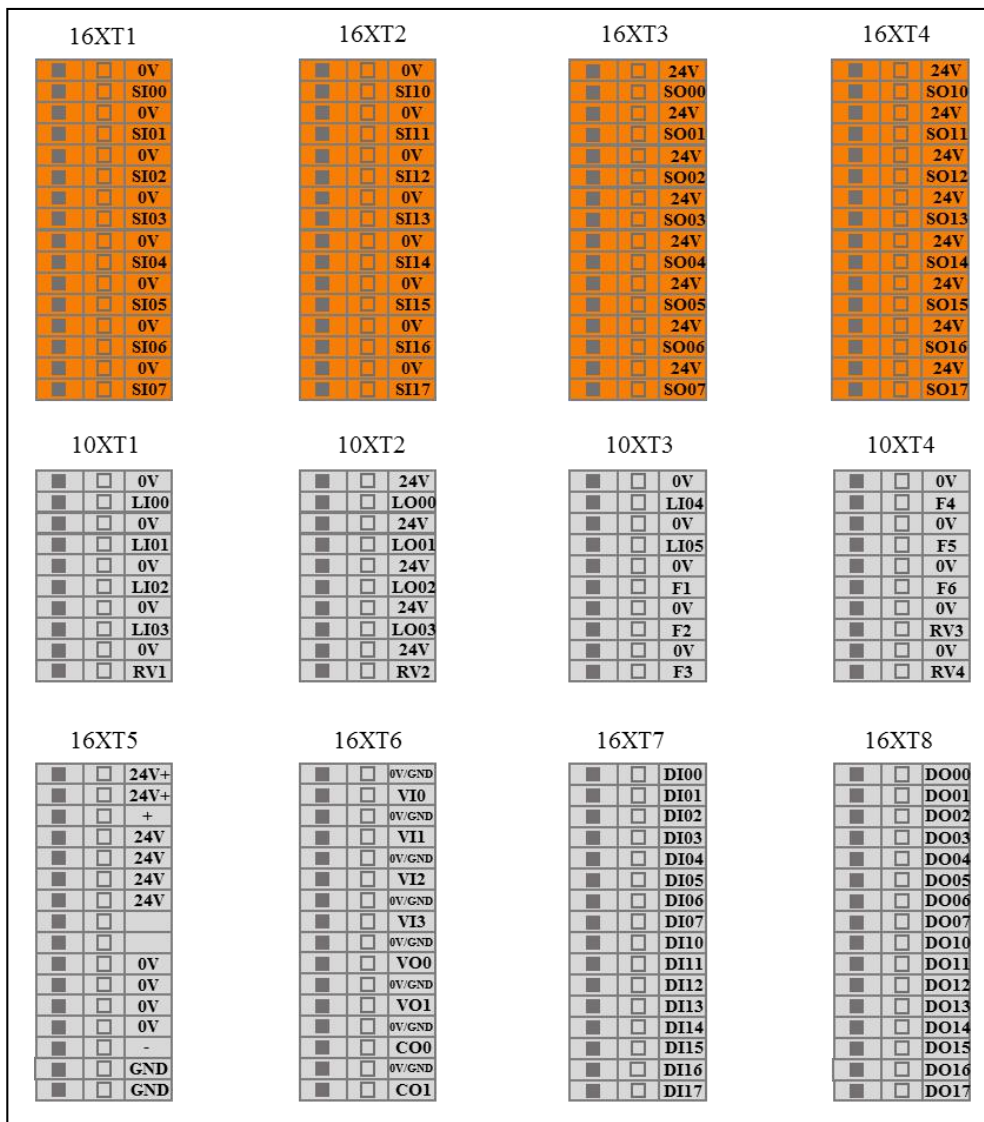 16XT1 16XT2 16XT3 16XT4
0V 0V 24V 24V
SI00 SI10 SO00 SO10
0V 0V 24V 24V
SI01 SI11 SO01 SO11
0V 0V 24V 24V
SI02 SI12 SO02 SO12
0V 0V 24V 24V
SI03 SI13 SO03 SO13
0V 0V 24V 24V
SI04 SI14 SO04 SO14
0V 0V 24V 24V
SI05 SI15 SO05 SO15
0V 0V 24V 24V
SI06 SI16 SO06 SO16
0V 0V 24V 24V
SI07 SI17 SO07 SO17
10XT1 10XT2 10XT3 10XT4
0V 24V 0V 0V
LI00 LO00 LI04 F4
0V 24V 0V 0V
LI01 LO01 LI05 F5
0V 24V 0V 0V
LI02 LO02 F1 F6
0V 24V 0V 0V
LI03 LO03 F2 RV3
0V 24V 0V 0V
RV1 RV2 F3 RV4
16XT5 16XT6 16XT7 16XT8
24V+ 0V/GND DI00 DO00
24V+ VI0 DI01 DO01
+ 0V/GND DI02 DO02
24V VI1 DI03 DO03
24V 0V/GND DI04 DO04
24V VI2 DI05 DO05
24V 0V/GND DI06 DO06
VI3 DI07 DO07
0V/GND DI10 DO10
0V VO0 DI11 DO11
0V 0V/GND DI12 DO12
0V VO1 DI13 DO13
0V 0V/GND DI14 DO14
- CO0 DI15 DO15
GND 0V/GND DI16 DO16
GND CO1 DI17 DO17